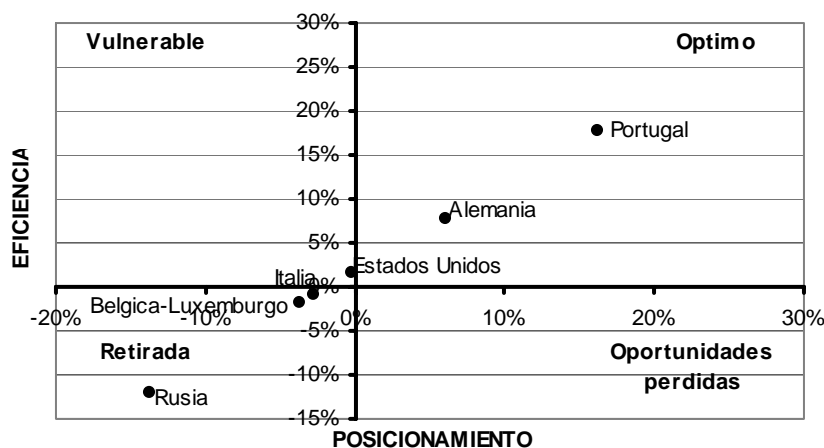 30%
Vulnerable
Optimo
25%
20%
Portugal
15%
EFICIENCIA
10%
Alemania
5%
Estados Unidos
Italia
0%
Belgica-Luxemburgo
-20%
-10%
0%
10%
20%
30%
-5%
Retirada
Oportunidades
perdidas
-10%
Rusia
-15%
POSICIONAMIENTO